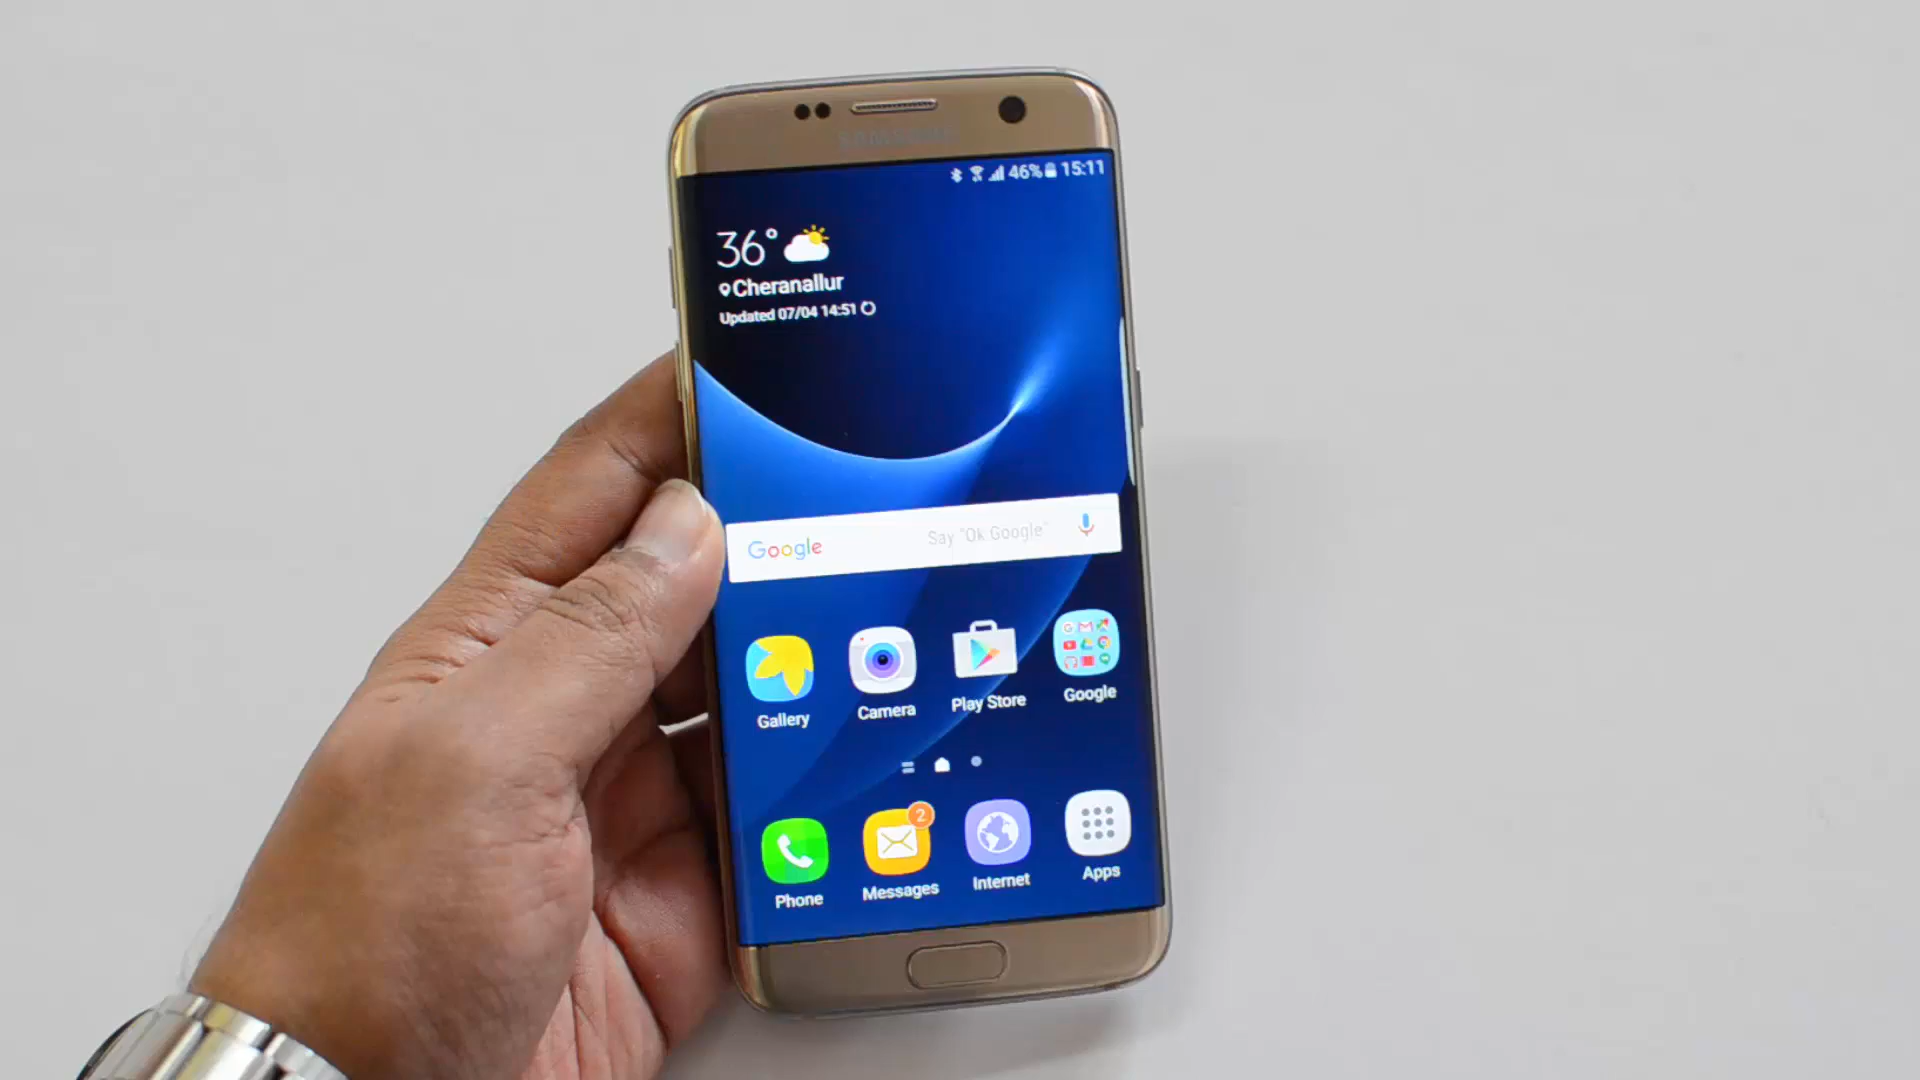 SAMSUNG
46% 15:11
36°
Cheranallur
Updated 07/04 14:51
Google Say "Ok Google"
Gallery Camera Play Store Google
2
Phone Messages Internet Apps